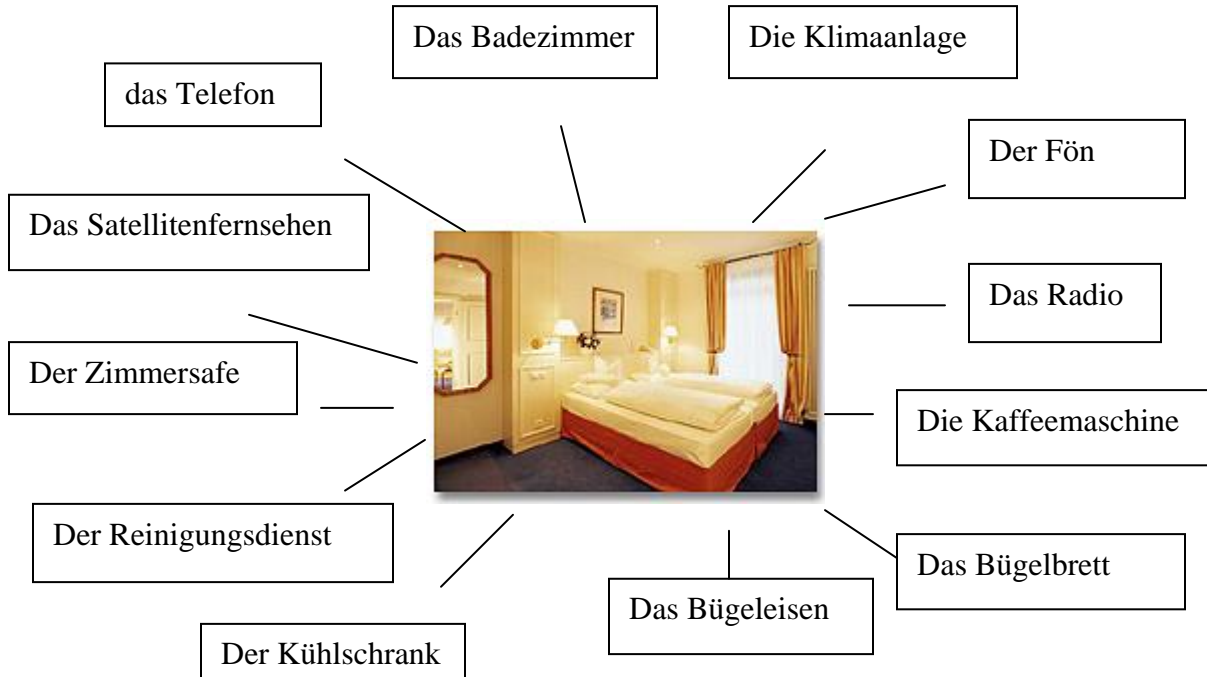 Das Badezimmer
Die Klimaanlage
das Telefon
Der Fön
Das Satellitenfernsehen
Das Radio
Der Zimmersafe
Die Kaffeemaschine
Der Reinigungsdienst
Das Bügelbrett
Das Bügeleisen
Der Kühlschrank